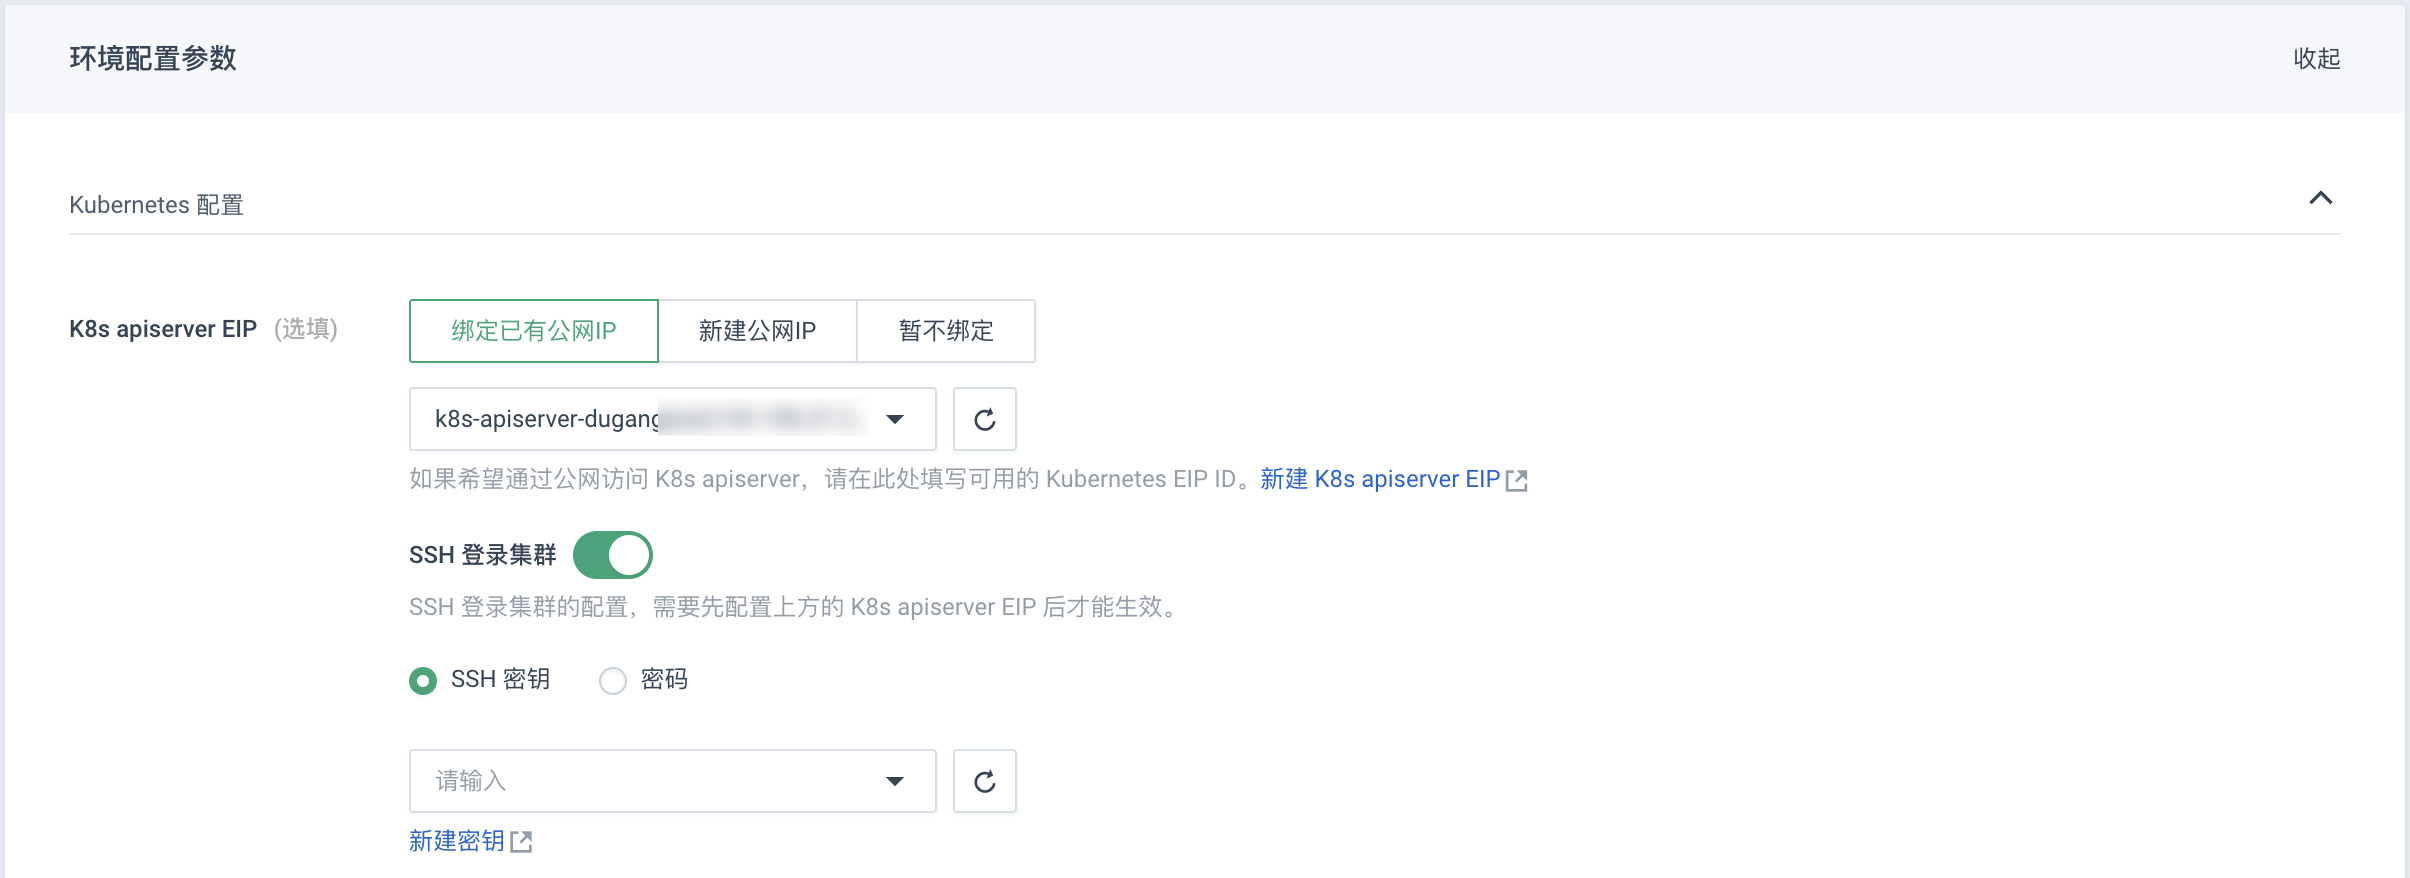 环境配置参数
收起
Kubernetes 配置
K8s apiserver EIP (选填)
绑定已有公网IP 新建公网IP 暂不绑定
k8s-apiserver-dugang
如果希望通过公网访问 K8s apiserver，请在此处填写可用的 Kubernetes EIP ID。新建 K8s apiserver EIP
SSH 登录集群
SSH 登录集群的配置，需要先配置上方的 K8s apiserver EIP 后才能生效。
SSH 密钥 密码
请输入
新建密钥